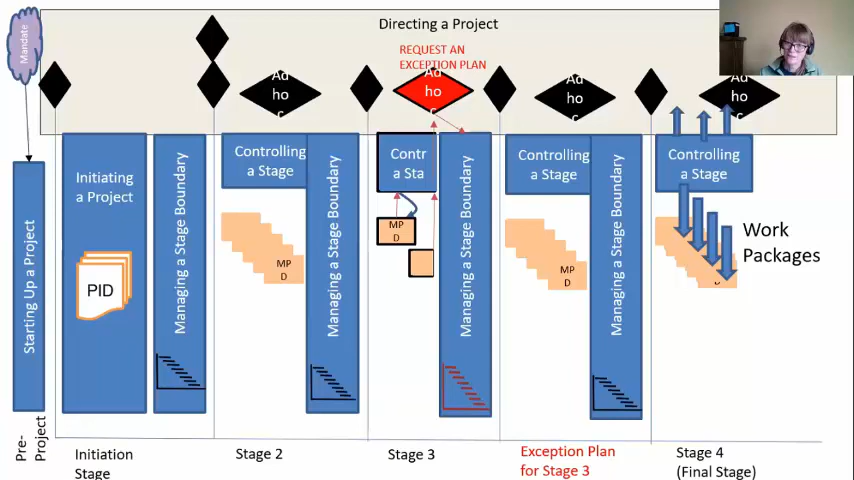 Directing a Project
Mandate
REQUEST AN
EXCEPTION PLAN
Ad
ho
c
Ad
ho
c
Ad
ho
c
Ad
ho
c
Starting Up a Project
Initiating
a Project
PID
Managing a Stage Boundary
Controlling
a Stage
MP
D
Managing a Stage Boundary
Contr
a Sta
MP
D
Managing a Stage Boundary
Controlling
a Stage
MP
D
Managing a Stage Boundary
Controlling
a Stage
Work
Packages
Pre-
Project
Initiation
Stage
Stage 2
Stage 3
Exception Plan
for Stage 3
Stage 4
(Final Stage)